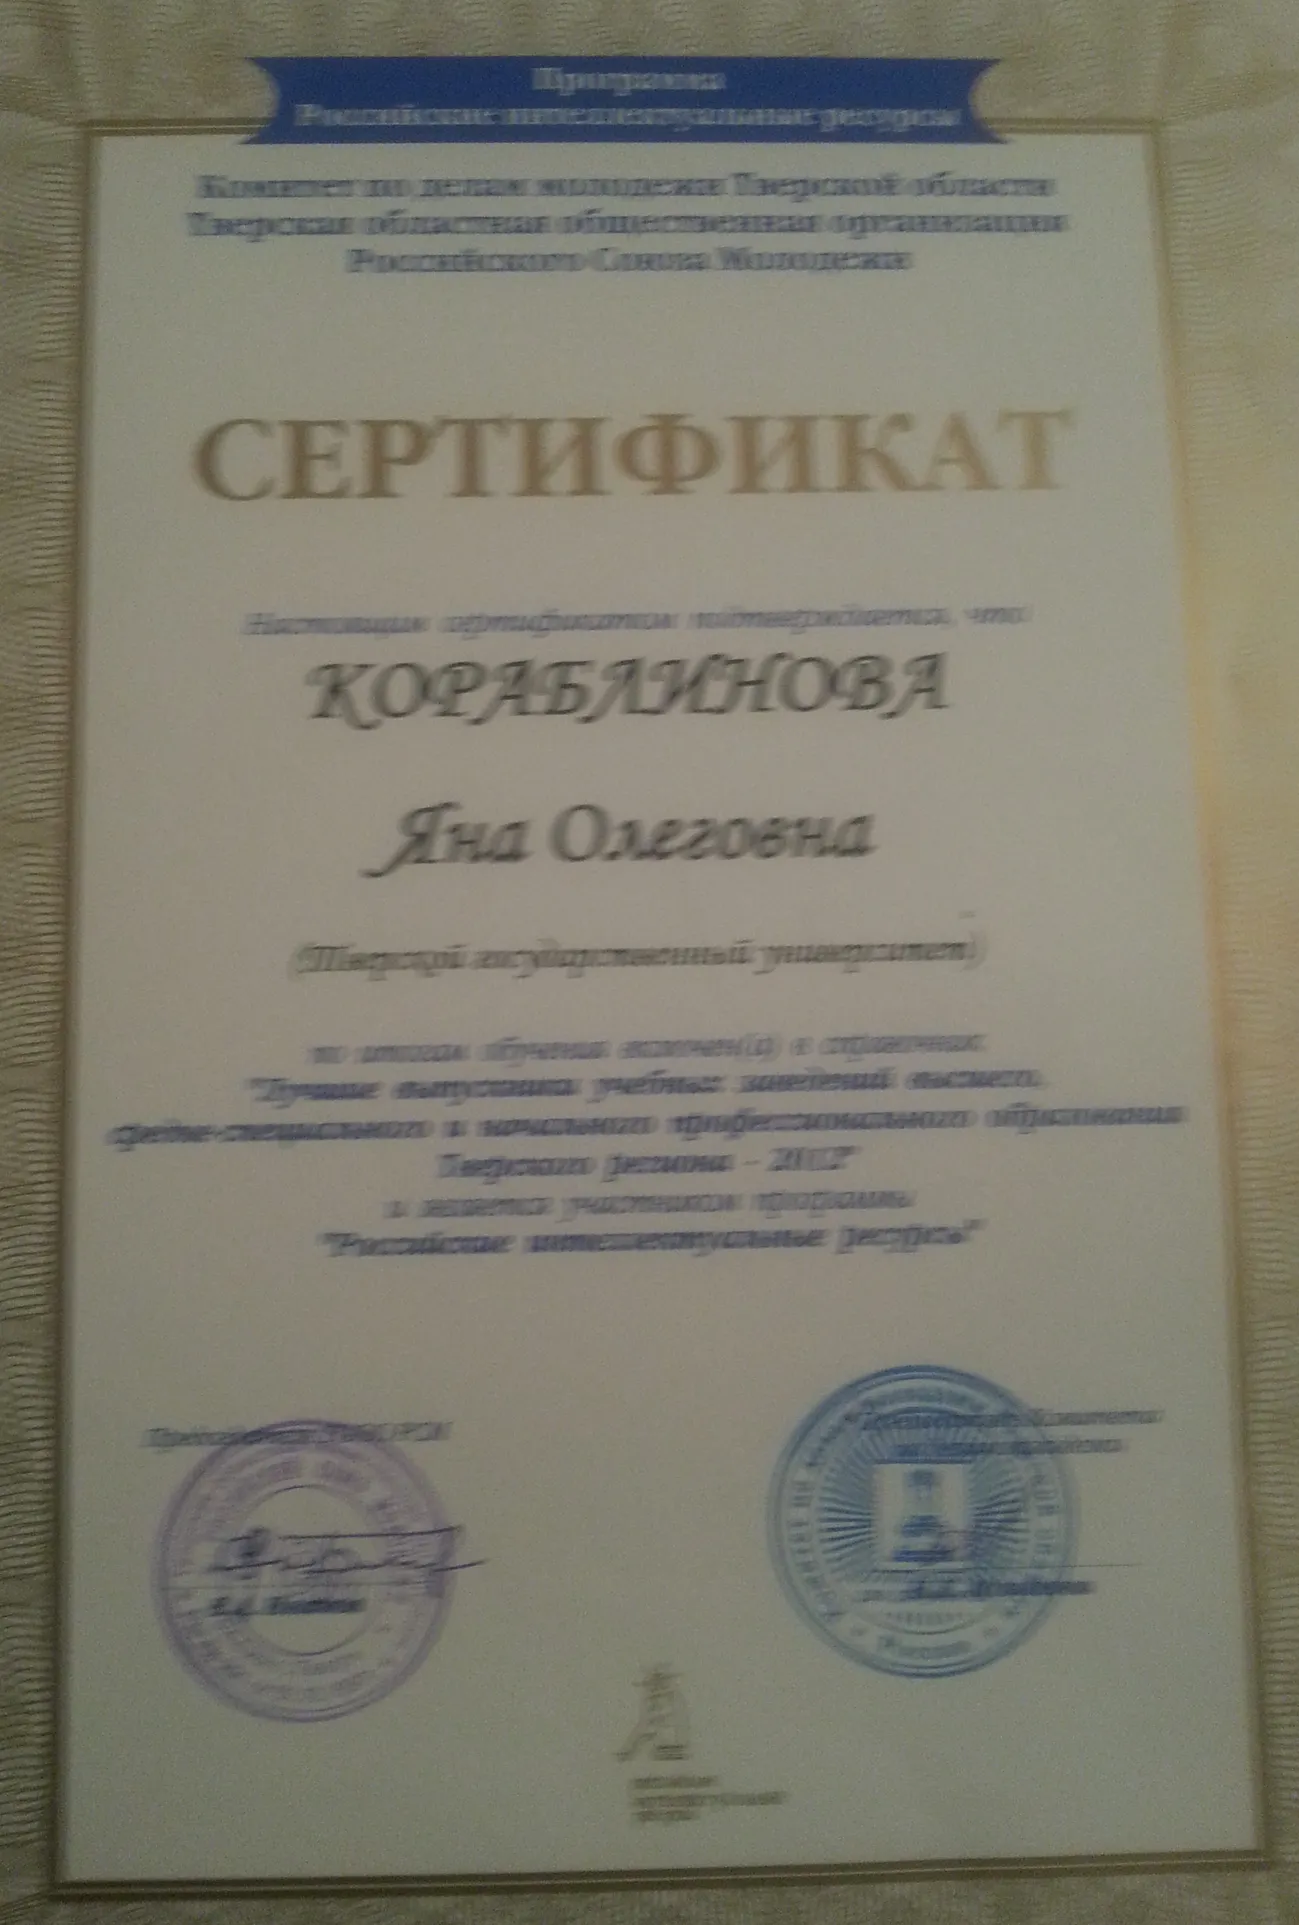 Программа
Российские интеллектуальные ресурсы
Комитет по делам молодежи Тверской области
Тверская областная общественная организация
Российского Союза Молодежи
СЕРТИФИКАТ
Настоящим сертификатом подтверждается, что
КОРАБЛИНОВА
Яна Олеговна
(Тверской государственный университет)
по итогам обучения включен(а) в справочник
"Лучшие выпускники учебных заведений высшего,
средне-специального и начального профессионального образования
Тверского региона - 2012"
и является участником программы
"Российские интеллектуальные ресурсы"
Председатель
Комитета